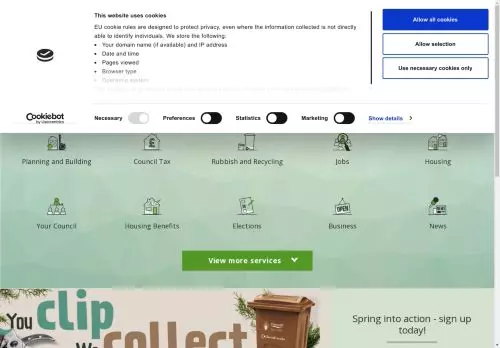 This website uses cookies
EU cookie rules are designed to protect privacy, even where the information collected is not directly
able to identify individuals. We store the following:
• Your domain name (if available) and IP address
• Date and time
• Pages viewed
• Browser type
• Operating system
Allow all cookies
Allow selection
Use necessary cookies only
Cookiebot
by Usercentrics
Necessary
Preferences
Statistics
Marketing
Show details
Planning and Building
Council Tax
Rubbish and Recycling
Jobs
Housing
Your Council
Housing Benefits
Elections
OPEN
Business
News
View more services
You clip
We collect
Spring into action - sign up
today!